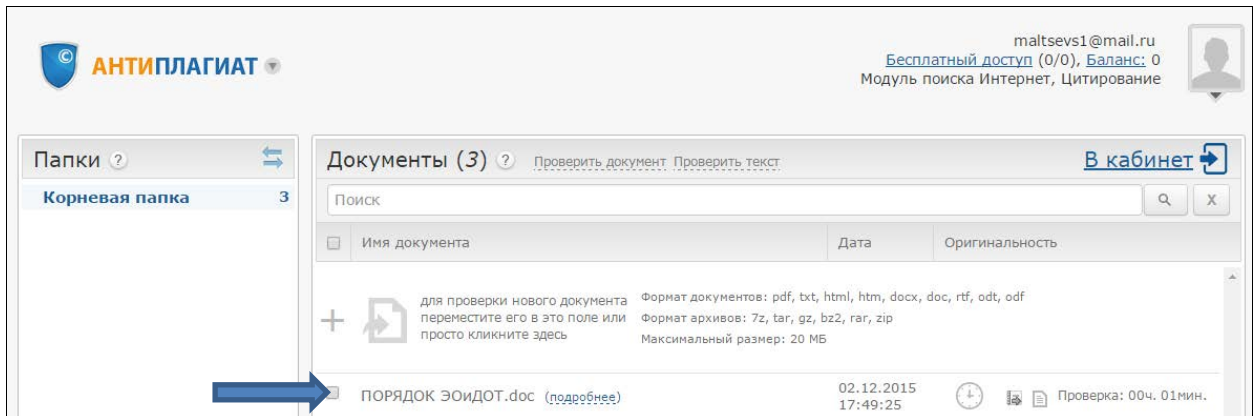 maltsevs1@mail.ru
Бесплатный доступ (0/0), Баланс: 0
Модуль поиска Интернет, Цитирование
©
АНТИПЛАГИАТ
Папки ?
Корневая папка 3
Документы (3) ? Проверить документ Проверить текст В кабинет
Поиск X
Имя документа Дата Оригинальность
для проверки нового документа
переместите его в это поле или
просто кликните здесь
Формат документов: pdf, txt, html, htm, docx, doc, rtf, odt, odf
Формат архивов: 7z, tar, gz, bz2, rar, zip
Максимальный размер: 20 МБ
ПОРЯДОК ЭОиДОТ.doc (подробнее)
02.12.2015
17:49:25
Проверка: 00ч. 01мин.